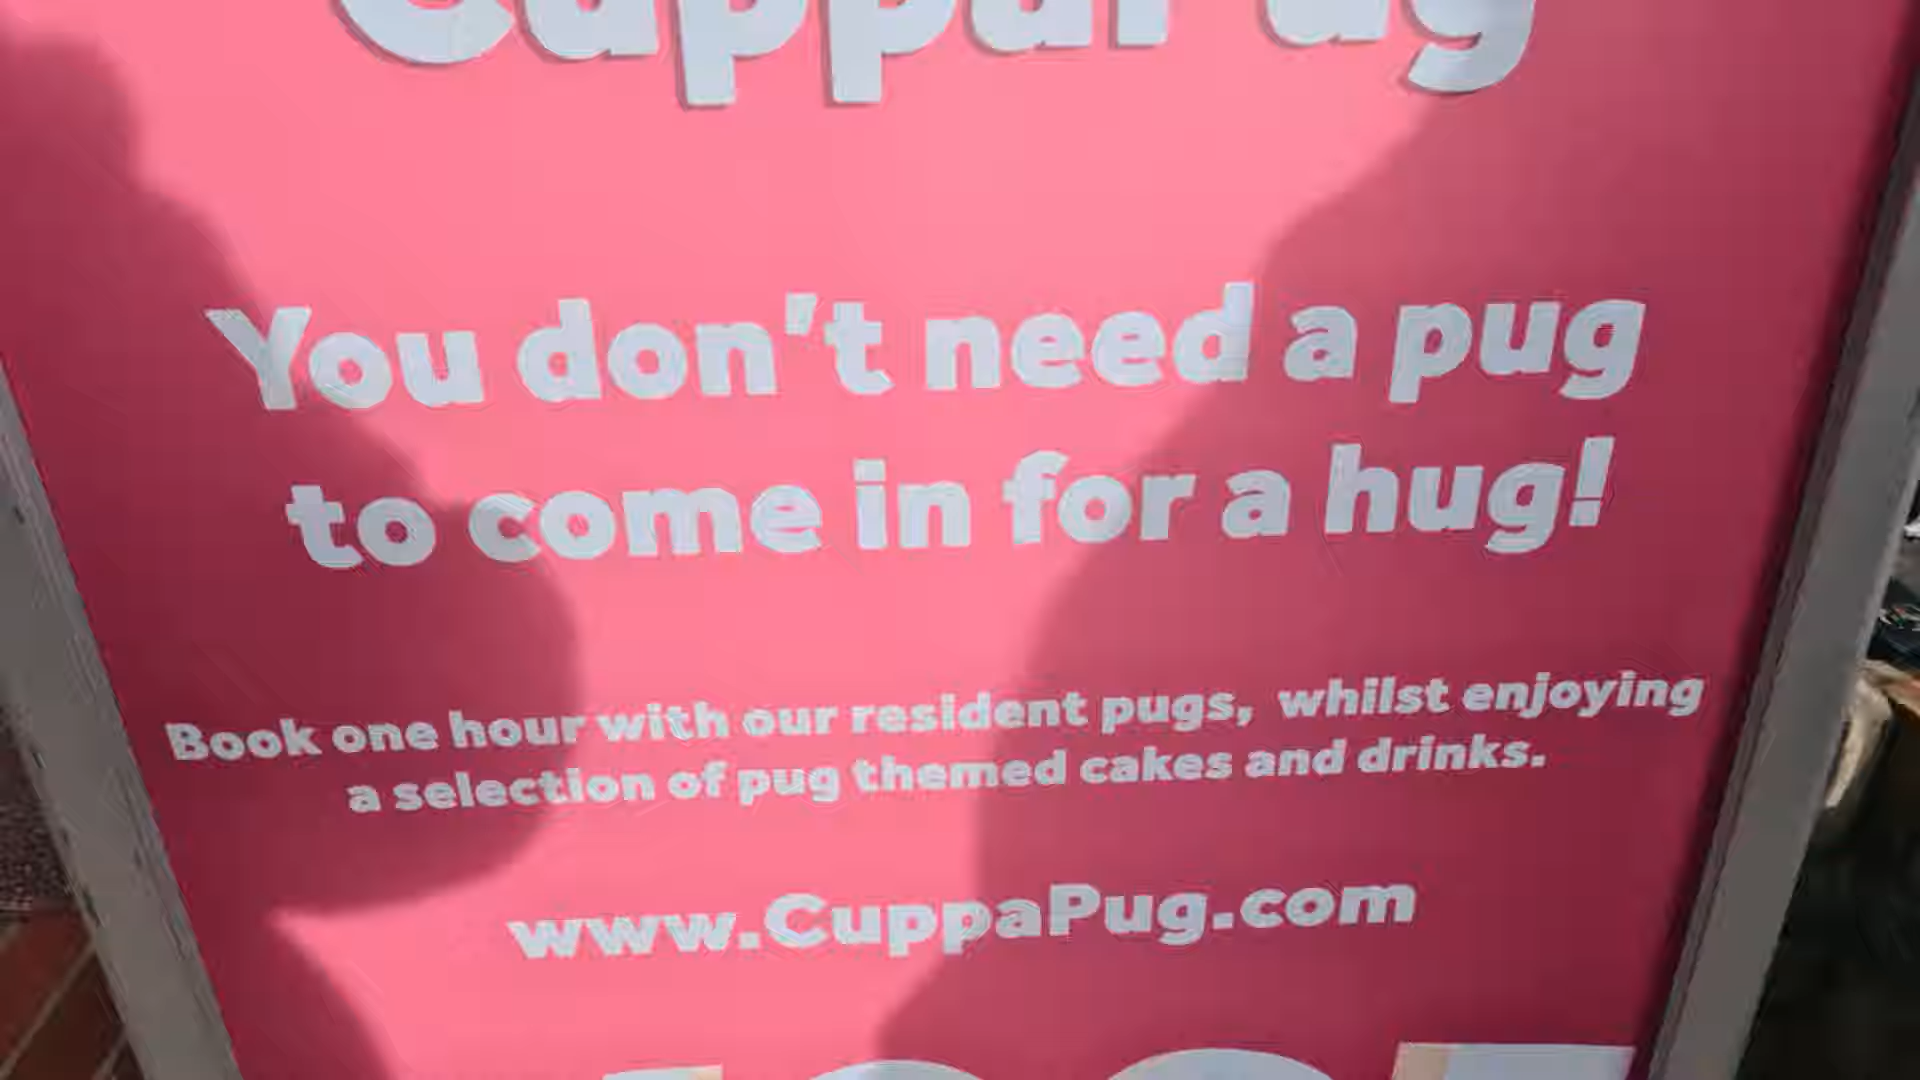 CuppaPug
You don't need a pug
to come in for a hug!
Book one hour with our resident pugs, whilst enjoying
a selection of pug themed cakes and drinks.
www.CuppaPug.com